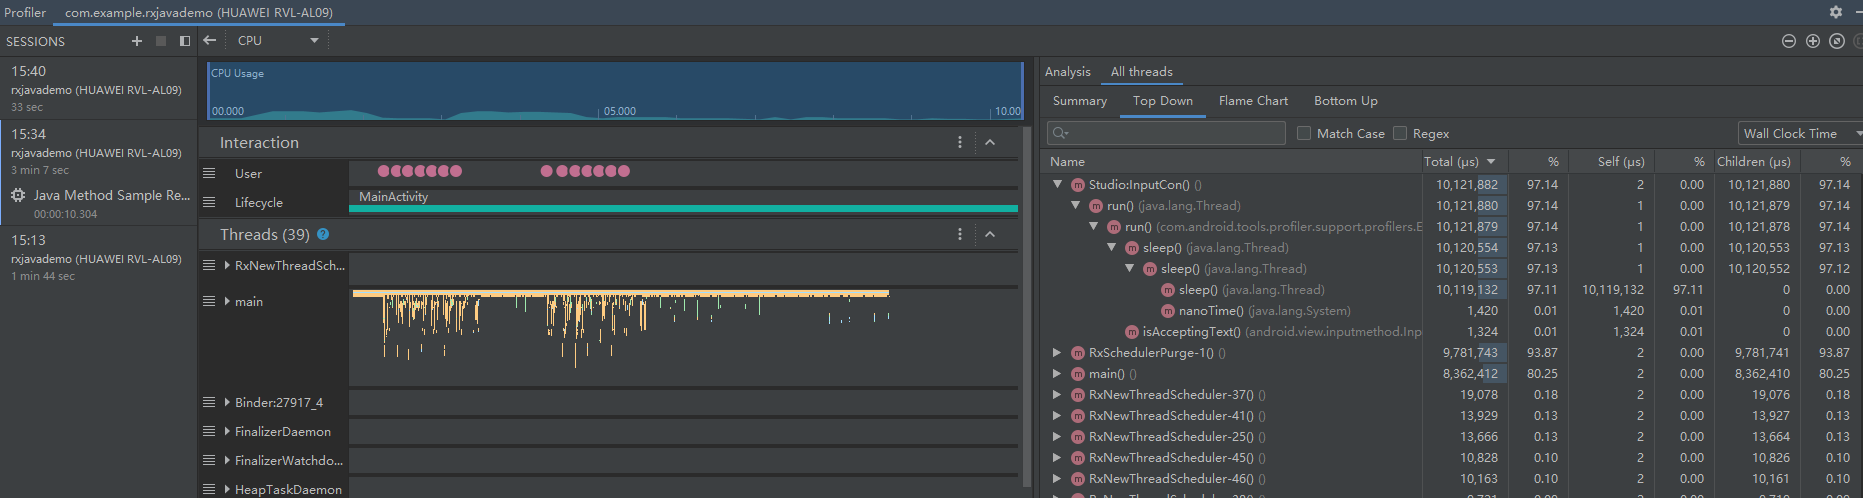 Profiler com.example.rxjavademo (HUAWEI RVL-AL09)
SESSIONS
CPU
15:40
rxjavademo (HUAWEI RVL-AL09)
33 sec
15:34
rxjavademo (HUAWEI RVL-AL09)
3 min 7 sec
Java Method Sample Re...
00:00:10.304
15:13
rxjavademo (HUAWEI RVL-AL09)
1 min 44 sec
CPU Usage
00.000 05.000 10.00
Interaction
User
Lifecycle MainActivity
Threads (39) ?
RxNewThreadSch...
main
Binder:27917_4
FinalizerDaemon
FinalizerWatchdo...
HeapTaskDaemon
Analysis All threads
Summary Top Down Flame Chart Bottom Up
Match Case Regex Wall Clock Time
Name Total (μs) % Self (μs) % Children (μs) %
m Studio:InputCon() () 10,121,882 97.14 2 0.00 10,121,880 97.14
m run() (java.lang.Thread) 10,121,880 97.14 1 0.00 10,121,879 97.14
m run() (com.android.tools.profiler.support.profilers.E 10,121,879 97.14 1 0.00 10,121,878 97.14
m sleep() (java.lang.Thread) 10,120,554 97.13 1 0.00 10,120,553 97.13
m sleep() (java.lang.Thread) 10,120,553 97.13 1 0.00 10,120,552 97.12
m sleep() (java.lang.Thread) 10,119,132 97.11 10,119,132 97.11 0 0.00
m nanoTime() (java.lang.System) 1,420 0.01 1,420 0.01 0 0.00
m isAcceptingText() (android.view.inputmethod.Inp 1,324 0.01 1,324 0.01 0 0.00
m RxSchedulerPurge-1() () 9,781,743 93.87 2 0.00 9,781,741 93.87
m main() () 8,362,412 80.25 2 0.00 8,362,410 80.25
m RxNewThreadScheduler-37() () 19,078 0.18 2 0.00 19,076 0.18
m RxNewThreadScheduler-41() () 13,929 0.13 2 0.00 13,927 0.13
m RxNewThreadScheduler-25() () 13,666 0.13 2 0.00 13,664 0.13
m RxNewThreadScheduler-45() () 10,828 0.10 2 0.00 10,826 0.10
m RxNewThreadScheduler-46() () 10,163 0.10 2 0.00 10,161 0.10